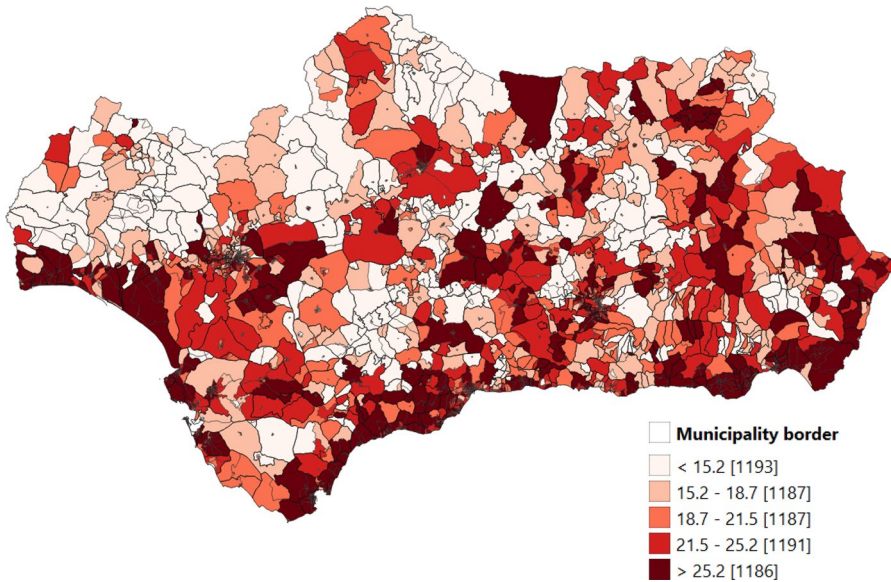 Municipality border
< 15.2 [1193]
15.2 - 18.7 [1187]
18.7 - 21.5 [1187]
21.5 - 25.2 [1191]
> 25.2 [1186]